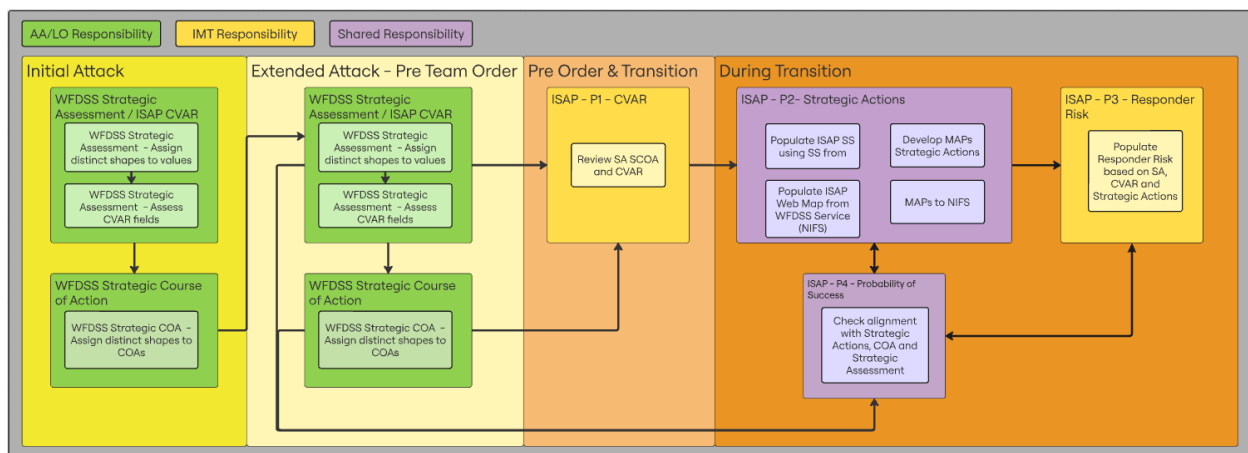 AA/LO Responsibility
IMT Responsibility
Shared Responsibility
Initial Attack
WFDSS Strategic
Assessment / ISAP CVAR
WFDSS Strategic
Assessment - Assign
distinct shapes to values
WFDSS Strategic
Assessment - Assess
CVAR fields
WFDSS Strategic Course
of Action
WFDSS Strategic COA -
Assign distinct shapes to
COAs
Extended Attack - Pre Team Order
WFDSS Strategic
Assessment / ISAP CVAR
WFDSS Strategic
Assessment - Assign
distinct shapes to values
WFDSS Strategic
Assessment - Assess
CVAR fields
WFDSS Strategic Course
of Action
WFDSS Strategic COA -
Assign distinct shapes to
COAs
Pre Order & Transition
ISAP - P1 - CVAR
Review SA SCOA
and CVAR
During Transition
ISAP - P2- Strategic Actions
Populate ISAP SS
using SS from
Develop MAPs
Strategic Actions
Populate ISAP
Web Map from
WFDSS Service
(NIFS)
MAPs to NIFS
ISAP - P4 - Probability of
Success
Check alignment
with Strategic
Actions, COA and
Strategic
Assessment
ISAP - P3 - Responder
Risk
Populate
Responder Risk
based on SA,
CVAR and
Strategic Actions